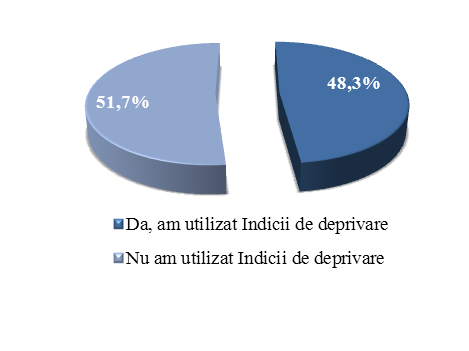 48,3%
51,7%
Da, am utilizat Indicii de deprivare
Nu am utilizat Indicii de deprivare